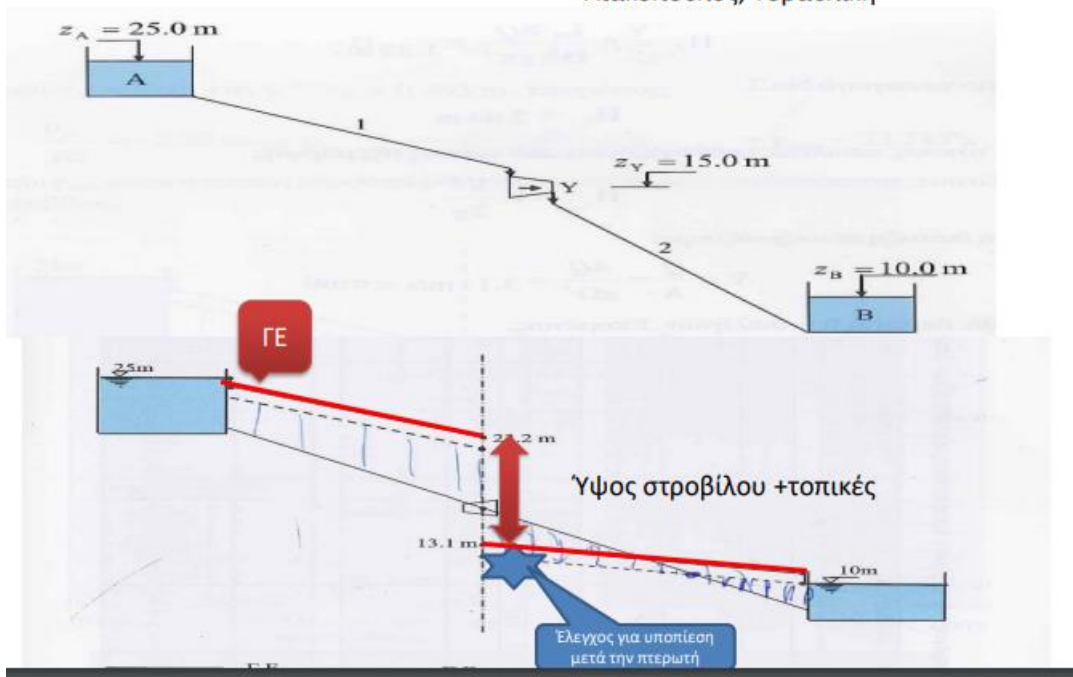 z_A = 25.0 m
A
1
z_Y = 15.0 m
Y
2
z_B = 10.0 m
B
ΓΕ
25m
23.2 m
Ύψος στροβίλου +τοπικές
13.1 m
10m
Έλεγχος για υποπίεση
μετά την πτερωτή